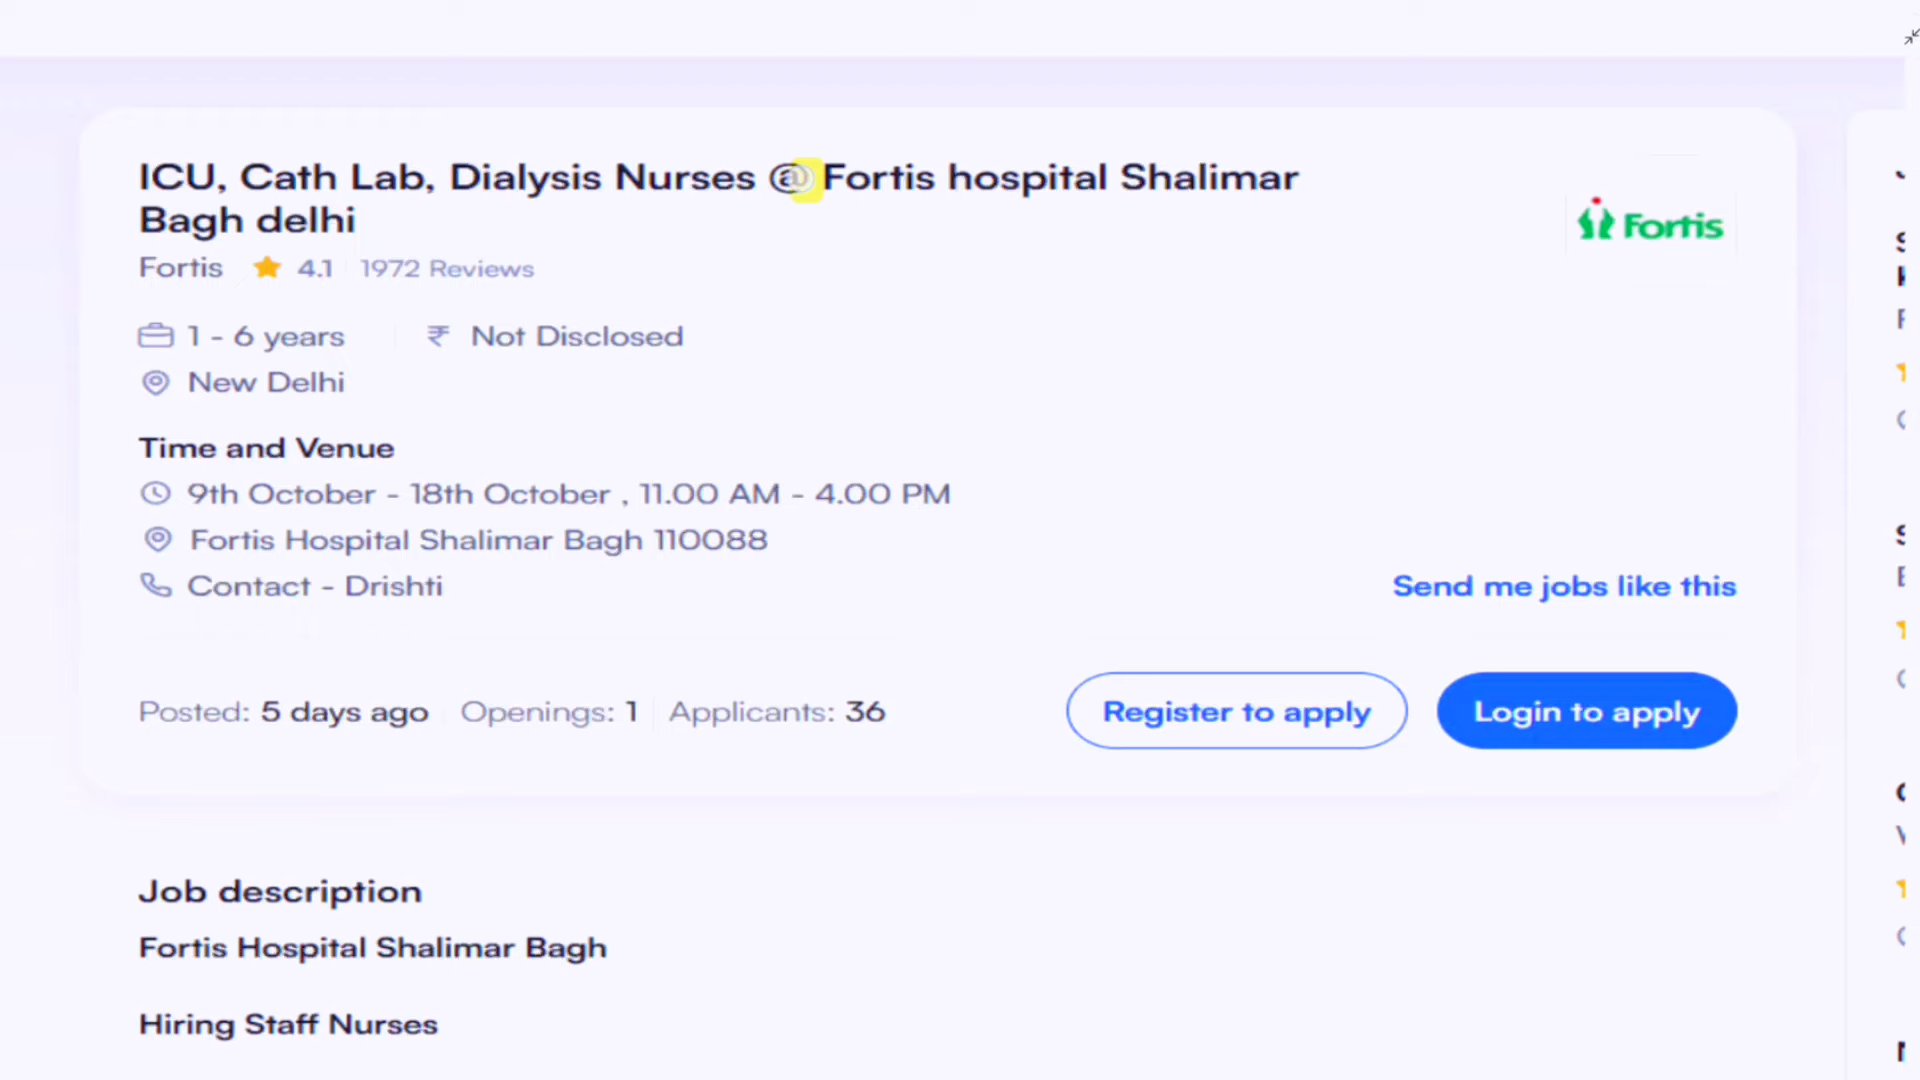 ICU, Cath Lab, Dialysis Nurses @ Fortis hospital Shalimar
Bagh delhi
Fortis
Fortis 4.1 1972 Reviews
1 - 6 years ₹ Not Disclosed
New Delhi
Time and Venue
9th October - 18th October , 11.00 AM - 4.00 PM
Fortis Hospital Shalimar Bagh 110088
Contact - Drishti
Send me jobs like this
Posted: 5 days ago Openings: 1 Applicants: 36
Register to apply
Login to apply
Job description
Fortis Hospital Shalimar Bagh
Hiring Staff Nurses